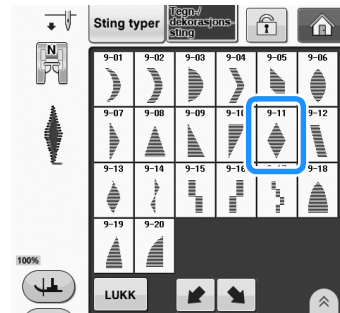 Sting typer
Tegn-/
dekorasjons-
sting
N
9-01 9-02 9-03 9-04 9-05 9-06
9-07 9-08 9-09 9-10 9-11 9-12
9-13 9-14 9-15 9-16 9-18
9-19 9-20
100%
LUKK